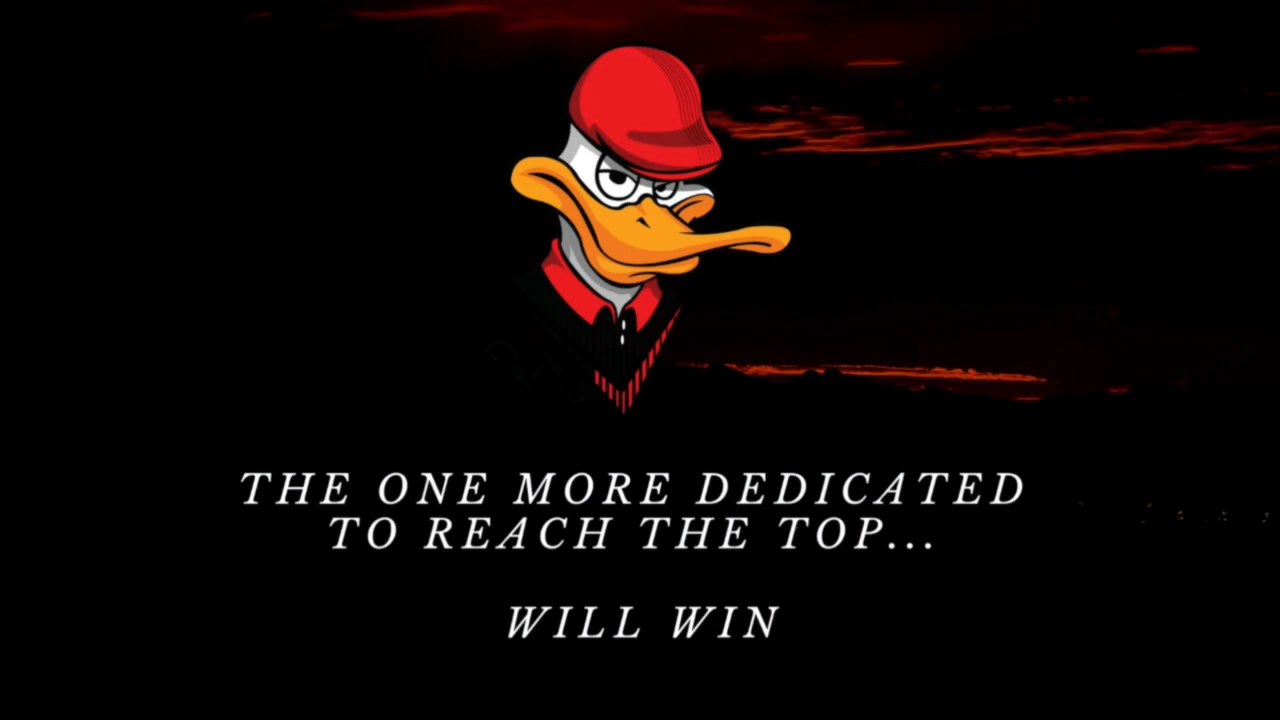 THE ONE MORE DEDICATED
TO REACH THE TOP...
WILL WIN